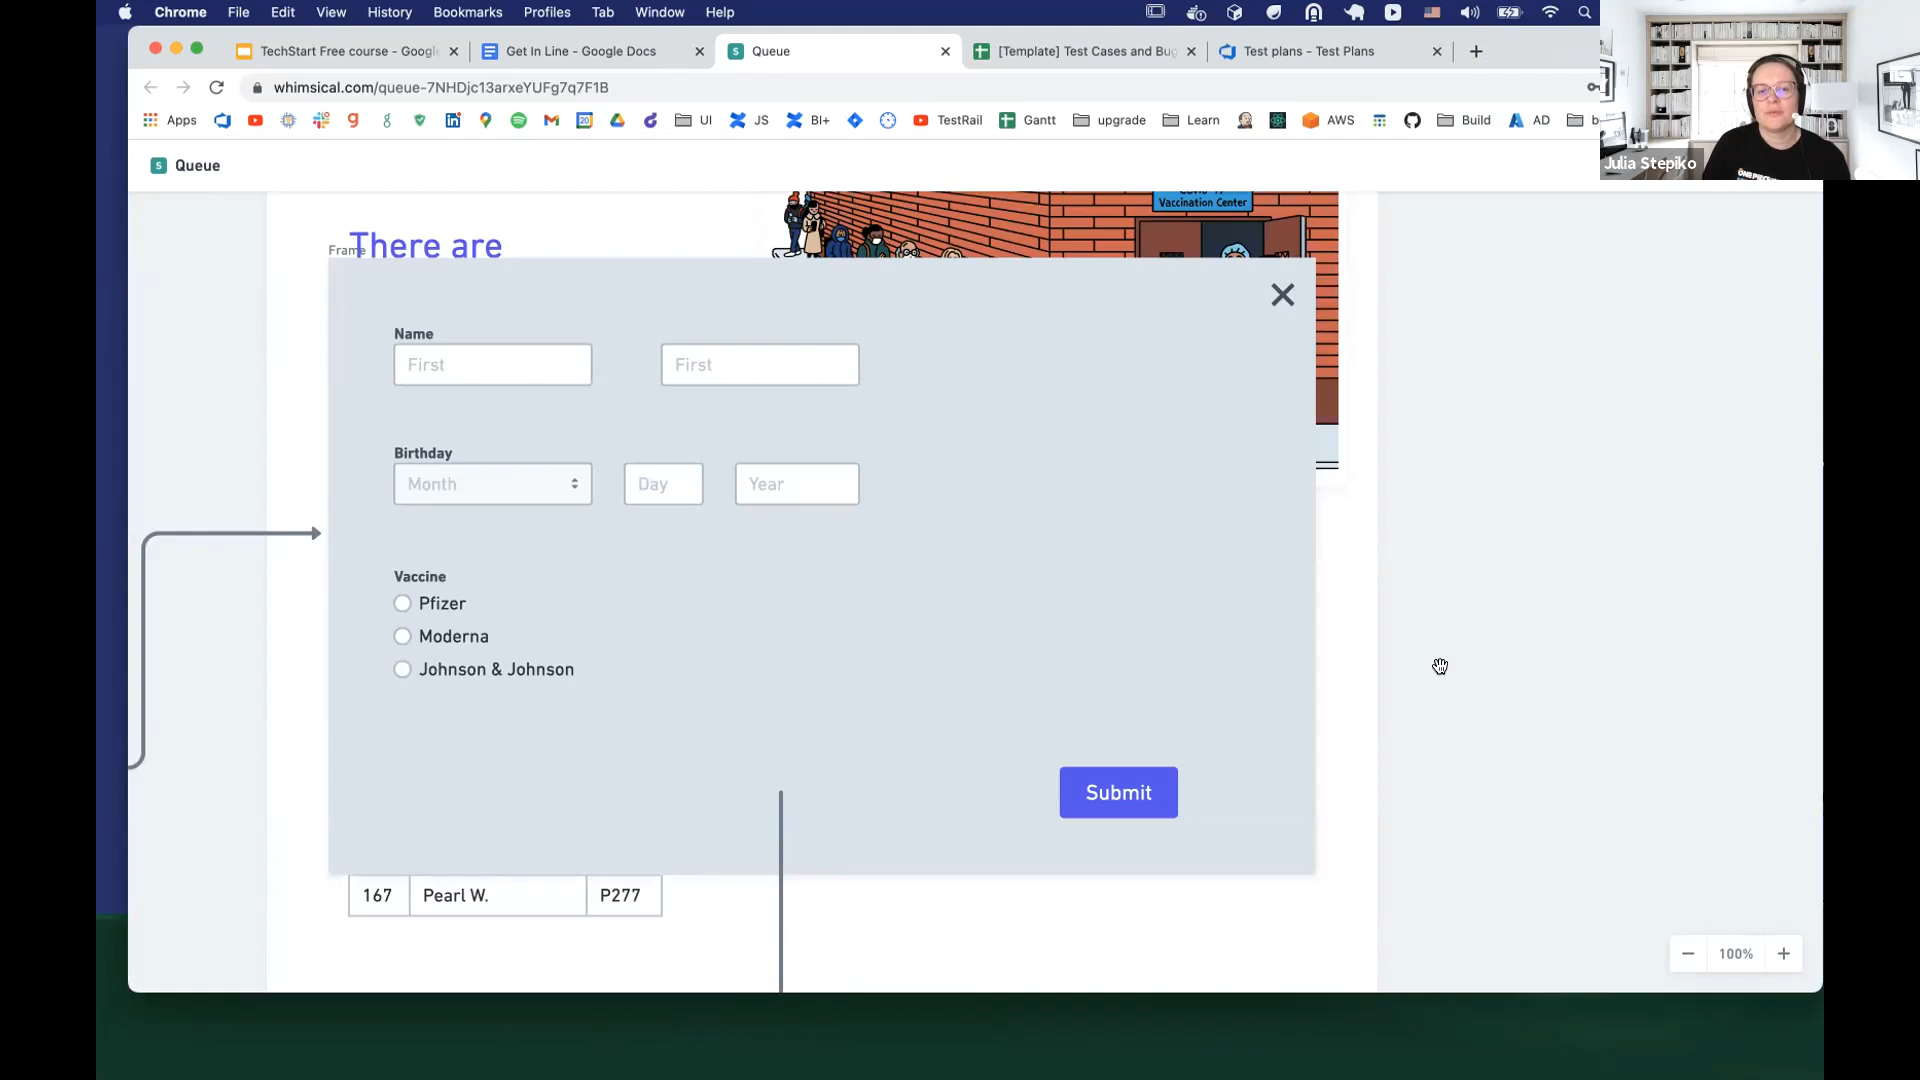 Chrome File Edit View History Bookmarks Profiles Tab Window Help
TechStart Free course - Google
Get In Line - Google Docs
Queue
[Template] Test Cases and Bug
Test plans - Test Plans
whimsical.com/queue-7NHDjc13arxeYUFg7q7F1B
Apps UI JS BI+ TestRail Gantt upgrade Learn AWS Build AD b
Julia Stepiko
Queue
Vaccination Center
There are
Frame
Name
First First
Birthday
Month Day Year
Vaccine
Pfizer
Moderna
Johnson & Johnson
Submit
167 Pearl W. P277
100%